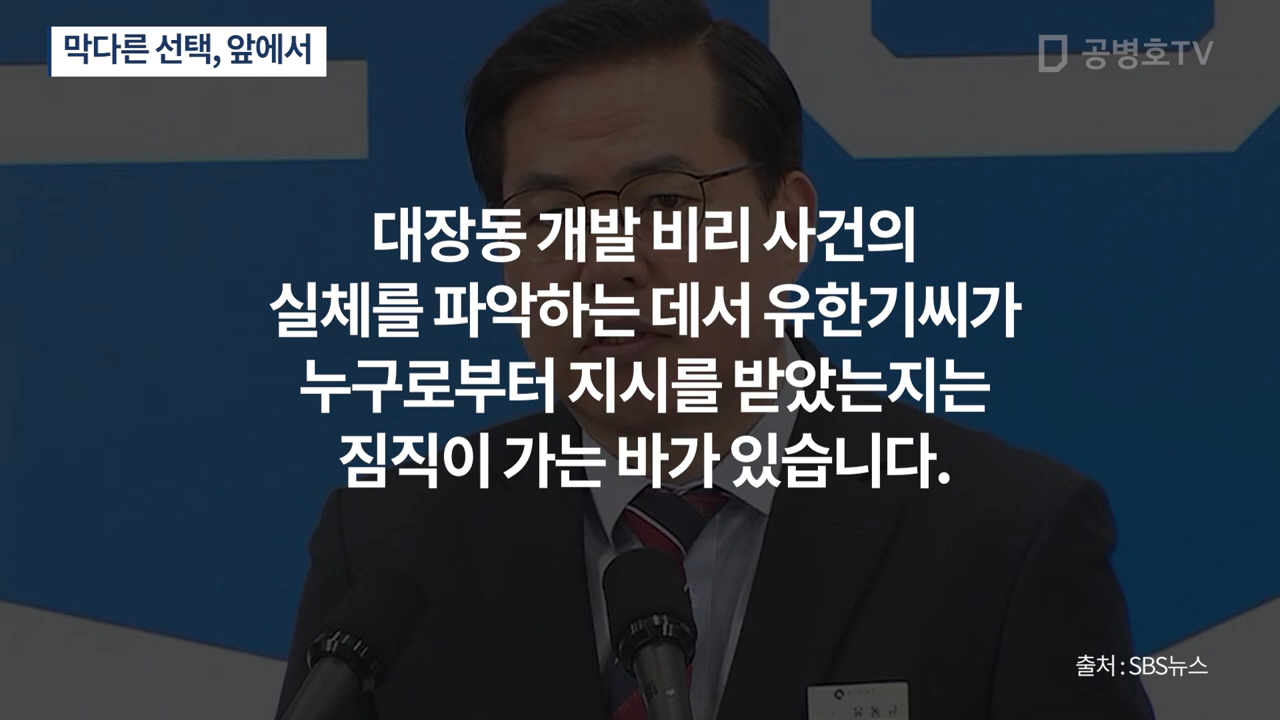 막다른 선택, 앞에서
공병호TV
대장동 개발 비리 사건의
실체를 파악하는 데서 유한기씨가
누구로부터 지시를 받았는지는
짐작이 가는 바가 있습니다.
출처 : SBS뉴스